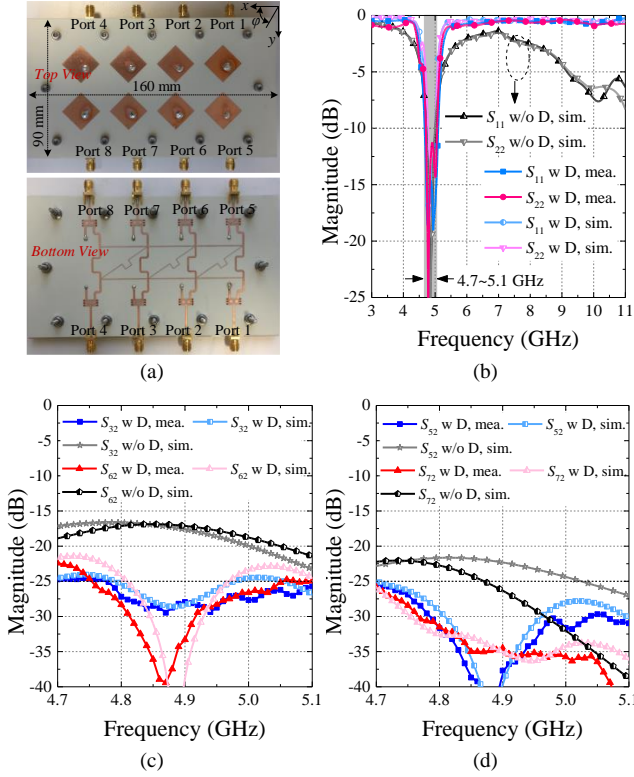 Port 4 Port 3 Port 2 Port 1
x
φ
y
Top View
160 mm
90 mm
Port 8 Port 7 Port 6 Port 5
Port 8 Port 7 Port 6 Port 5
Bottom View
Port 4 Port 3 Port 2 Port 1
(a)
0
-5
-10
-15
-20
-25
Magnitude (dB)
S11 w/o D, sim.
S22 w/o D, sim.
S11 w D, mea.
S22 w D, mea.
S11 w D, sim.
S22 w D, sim.
4.7~5.1 GHz
3 4 5 6 7 8 9 10 11
Frequency (GHz)
(b)
0
-5
-10
-15
-20
-25
-30
-35
-40
Magnitude (dB)
S32 w D, mea. S32 w D, sim.
S32 w/o D, sim.
S62 w D, mea. S62 w D, sim.
S62 w/o D, sim.
4.7 4.8 4.9 5.0 5.1
Frequency (GHz)
(c)
0
-5
-10
-15
-20
-25
-30
-35
-40
Magnitude (dB)
S52 w D, mea. S52 w D, sim.
S52 w/o D, sim.
S72 w D, mea. S72 w D, sim.
S72 w/o D, sim.
4.7 4.8 4.9 5.0 5.1
Frequency (GHz)
(d)